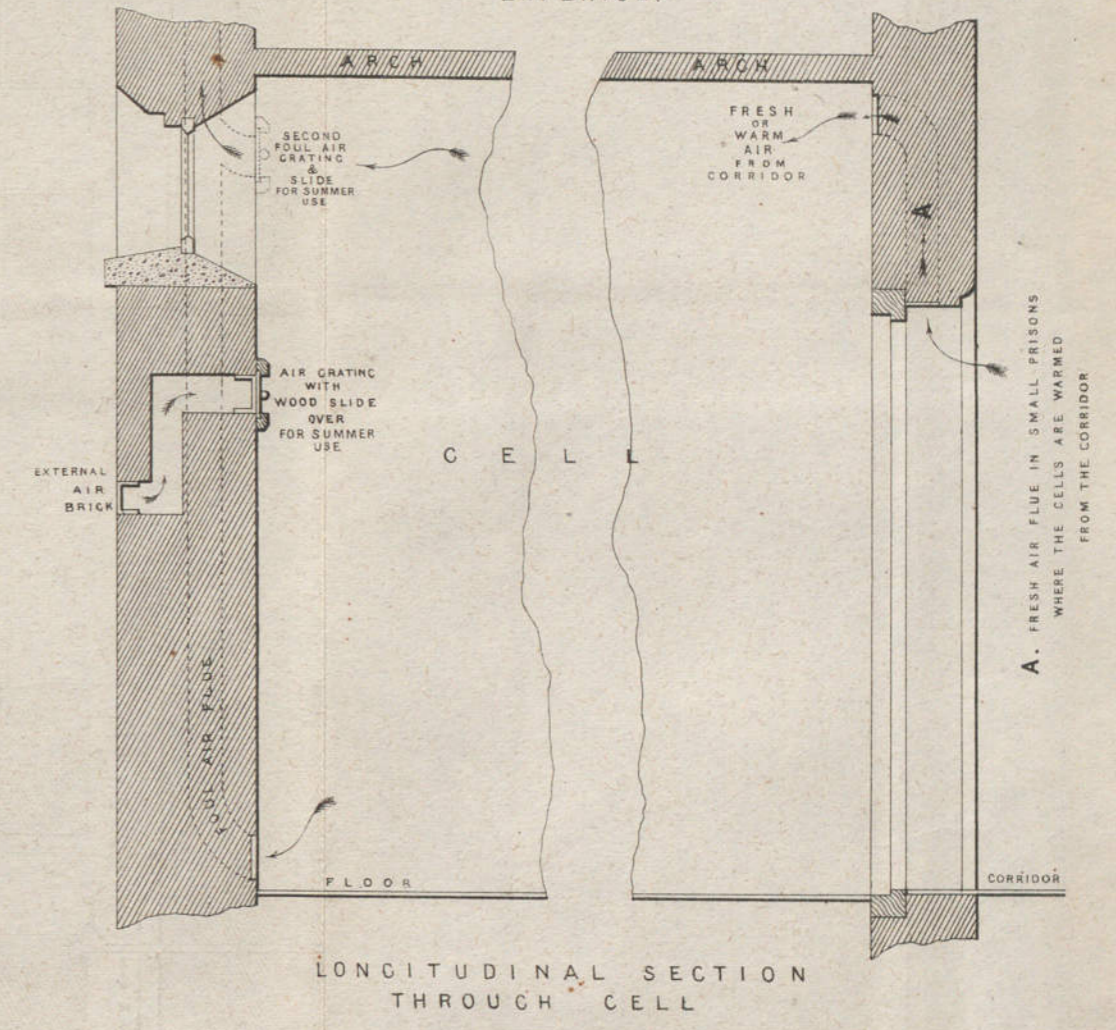 ARCH
ARCH
SECOND
FOUL AIR
GRATING
&
SLIDE
FOR SUMMER
USE
FRESH
OR
WARM
AIR
FROM
CORRIDOR
A
AIR GRATING
WITH
WOOD SLIDE
OVER
FOR SUMMER
USE
CELL
EXTERNAL
AIR
BRICK
FOUL AIR FLUE
FLOOR
CORRIDOR
A. FRESH AIR FLUE IN SMALL PRISONS
WHERE THE CELLS ARE WARMED
FROM THE CORRIDOR
LONGITUDINAL SECTION
THROUGH CELL